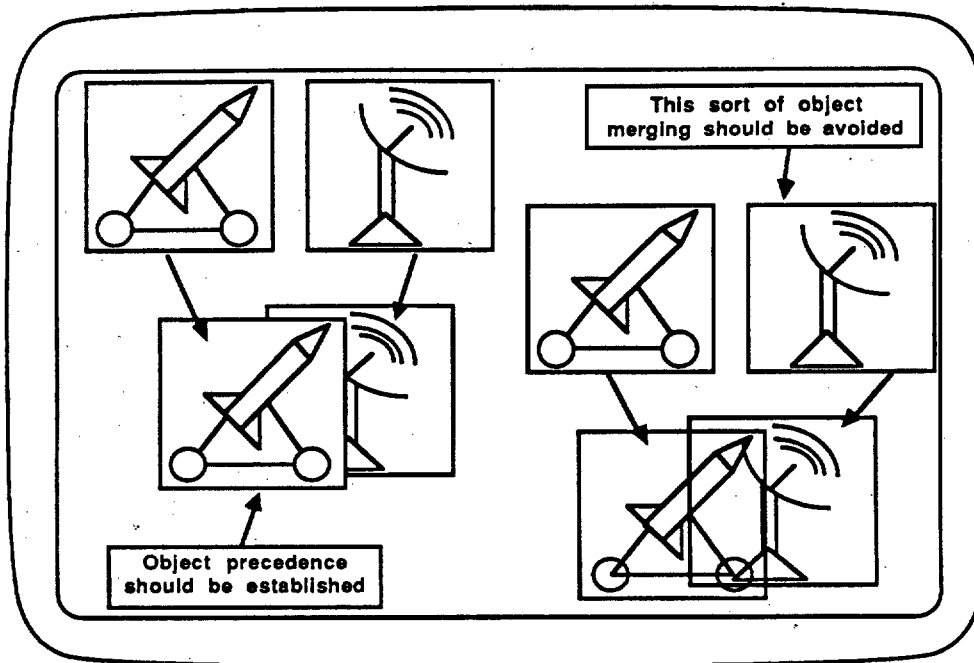 This sort of object
merging should be avoided
Object precedence
should be established